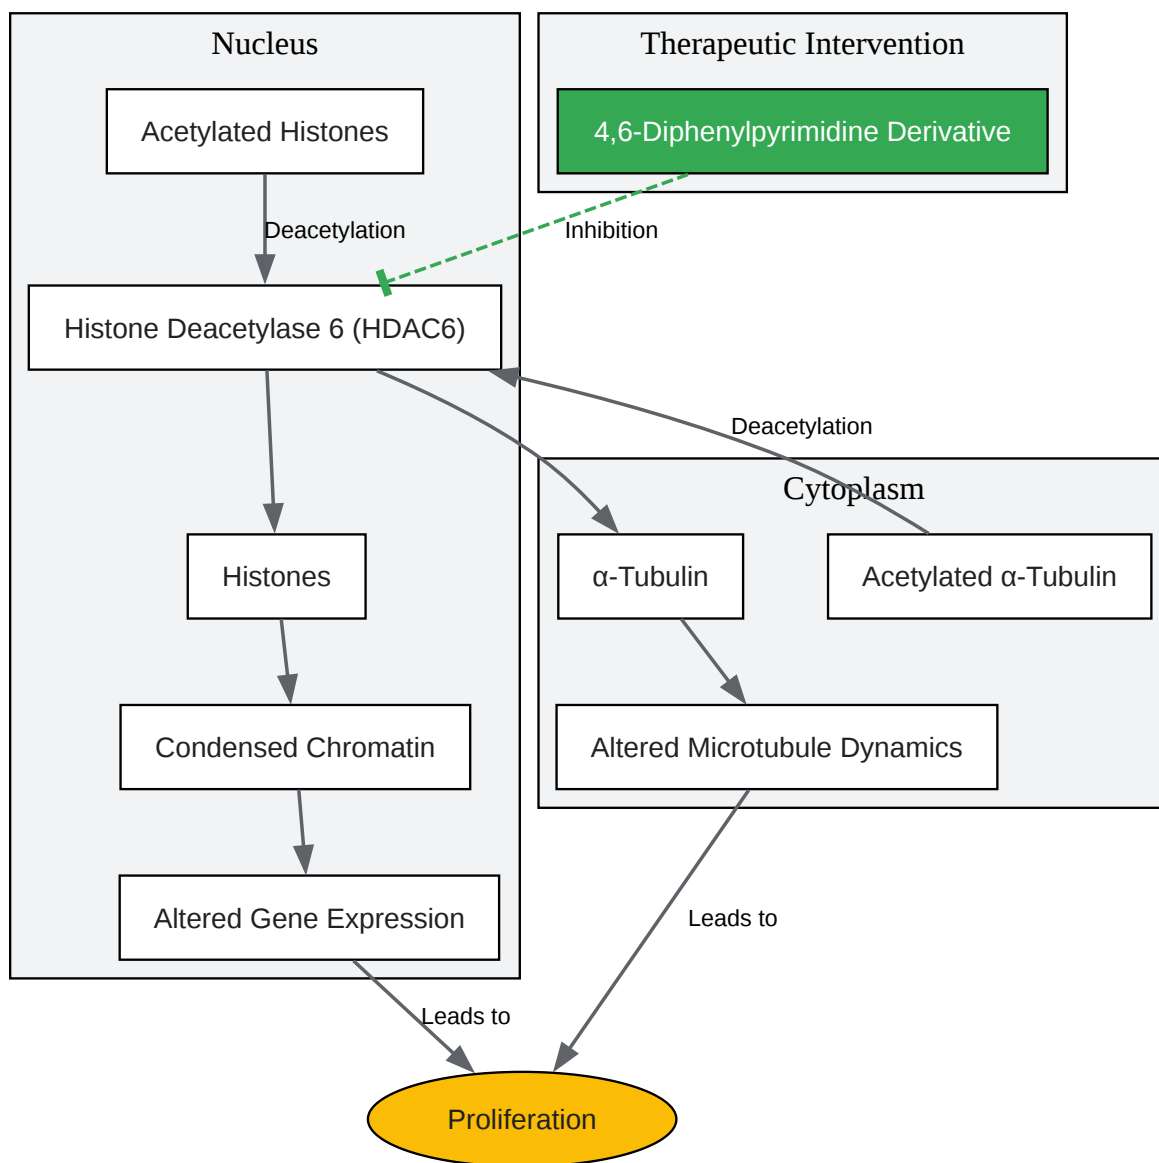 Nucleus
Therapeutic Intervention
Acetylated Histones
4,6-Diphenylpyrimidine Derivative
Deacetylation
Inhibition
Histone Deacetylase 6 (HDAC6)
Deacetylation
Cytoplasm
Histones
α-Tubulin
Acetylated α-Tubulin
Condensed Chromatin
Altered Microtubule Dynamics
Altered Gene Expression
Leads to
Leads to
Proliferation